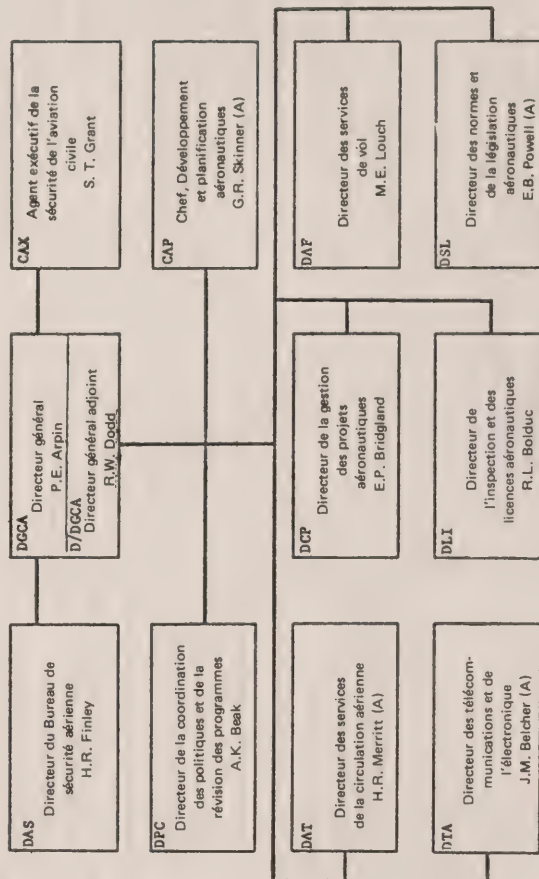 DAS
Directeur du Bureau de
sécurité aérienne
H.R. Finley
DGCA
Directeur général
P.E. Arpin
D/DGCA
Directeur général adjoint
R.W. Dodd
CAX
Agent exécutif de la
sécurité de l'aviation
civile
S. T. Grant
DPC
Directeur de la coordination
des politiques et de la
révision des programmes
A.K. Beak
CAP
Chef, Développement
et planification
aéronautiques
G.R. Skinner (A)
DAT
Directeur des services
de la circulation aérienne
H.R. Merritt (A)
DCP
Directeur de la gestion
des projets
aéronautiques
E.P. Bridgland
DAF
Directeur des services
de vol
M.E. Louch
DTA
Directeur des télécom-
munications et de
l'électronique
J.M. Belcher (A)
DLI
Directeur de
l'inspection et des
licences aéronautiques
R.L. Bolduc
DSL
Directeur des normes et
de la législation
aéronautiques
E.B. Powell (A)